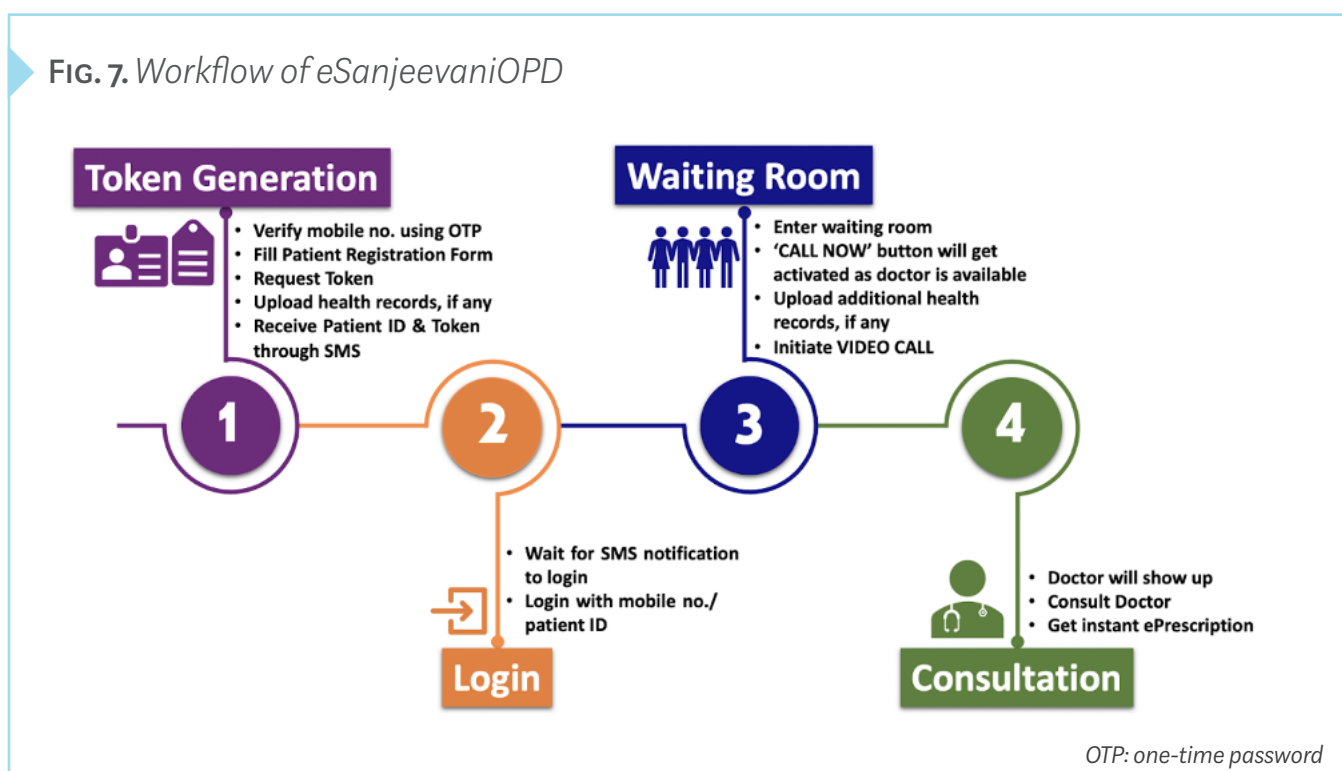 FIG. 7. Workflow of eSanjeevaniOPD
Token Generation
• Verify mobile no. using OTP
• Fill Patient Registration Form
• Request Token
• Upload health records, if any
• Receive Patient ID & Token
through SMS
1
2
• Wait for SMS notification
to login
• Login with mobile no./
patient ID
Login
Waiting Room
• Enter waiting room
• ‘CALL NOW’ button will get
activated as doctor is available
• Upload additional health
records, if any
• Initiate VIDEO CALL
3
4
• Doctor will show up
• Consult Doctor
• Get instant ePrescription
Consultation
OTP: one-time password